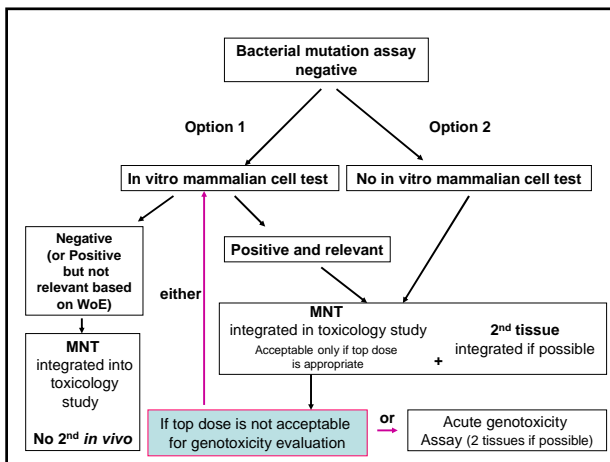 Bacterial mutation assay
negative
Option 1
Option 2
In vitro mammalian cell test
No in vitro mammalian cell test
Negative
(or Positive
but not
relevant based
on WoE)
either
Positive and relevant
MNT
integrated in toxicology study
Acceptable only if top dose
is appropriate
+
2nd tissue
integrated if possible
MNT
integrated into
toxicology
study
No 2nd in vivo
If top dose is not acceptable
for genotoxicity evaluation
or
Acute genotoxicity
Assay (2 tissues if possible)